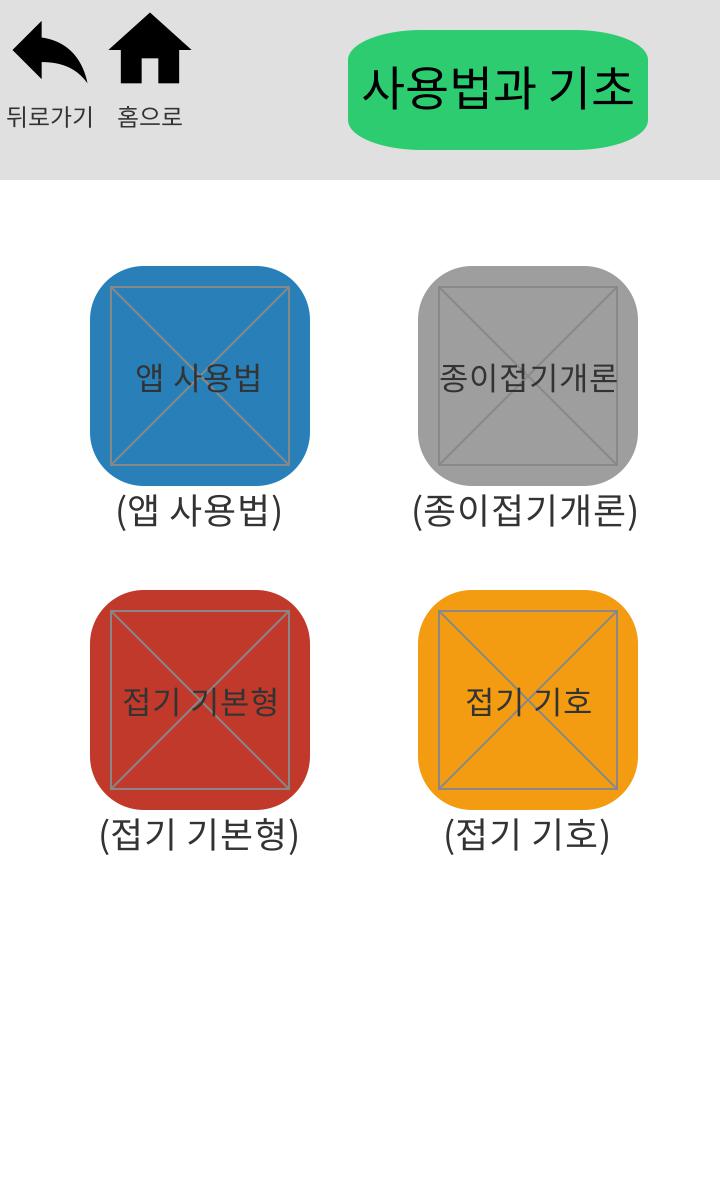 사용법과 기초
뒤로가기 홈으로
앱 사용법
종이접기개론
(앱 사용법)
(종이접기개론)
접기 기본형
접기 기호
(접기 기본형)
(접기 기호)